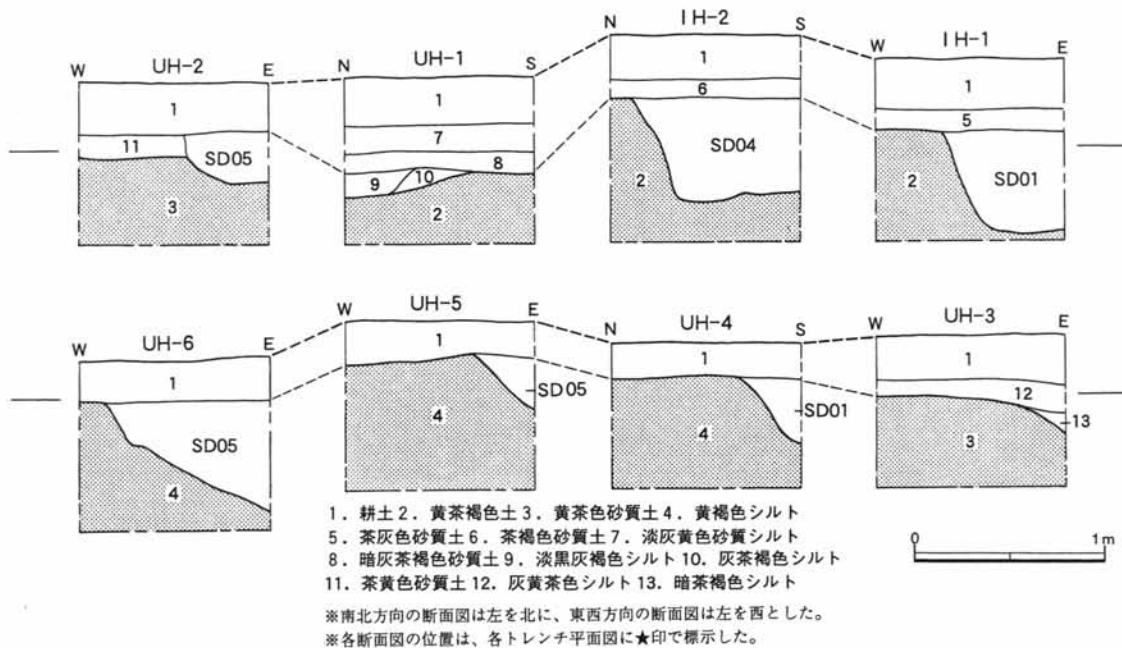 W UH-2 E
N UH-1 S
N IH-2 S
W IH-1 E
1
11
SD05
3
1
7
8
9
10
2
1
6
SD04
2
1
5
2
SD01
W UH-6 E
W UH-5 E
N UH-4 S
W UH-3 E
1
SD05
4
1
SD05
4
1
SD01
4
1
12
13
3
1. 耕土 2. 黄茶褐色土 3. 黄茶色砂質土 4. 黄褐色シルト
5. 茶灰色砂質土 6. 茶褐色砂質土 7. 淡灰黄色砂質シルト
8. 暗灰茶褐色砂質土 9. 淡黒灰褐色シルト 10. 灰茶褐色シルト
11. 茶黄色砂質土 12. 灰黄茶色シルト 13. 暗茶褐色シルト
0 1m
※南北方向の断面図は左を北に、東西方向の断面図は左を西とした。
※各断面図の位置は、各トレンチ平面図に★印で標示した。